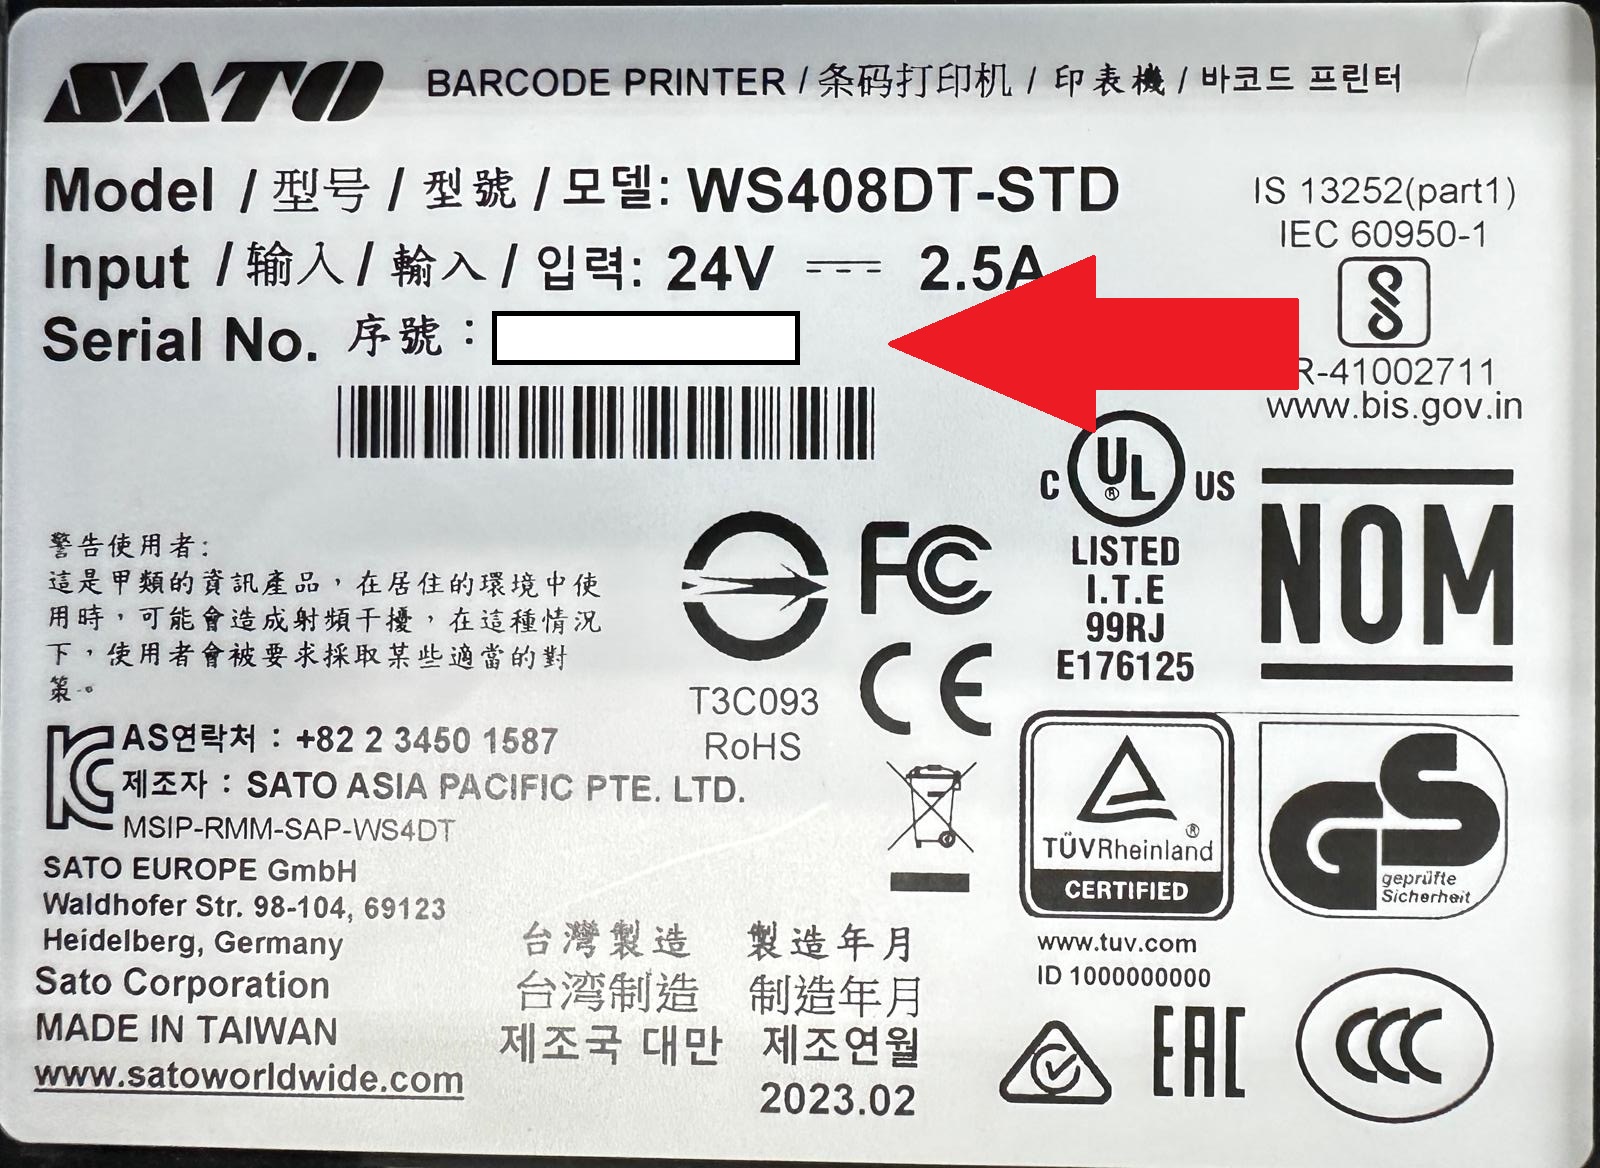 SATO BARCODE PRINTER / 条码打印机 / 印表機 / 바코드 프린터
Model / 型号 / 型號 / 모델: WS408DT-STD
Input / 输入 / 輸入 / 입력: 24V 2.5A
Serial No. 序號：
IS 13252(part1)
IEC 60950-1
R-41002711
www.bis.gov.in
C UL® US
LISTED
I.T.E
99RJ
E176125
NOM
警告使用者:
這是甲類的資訊產品，在居住的環境中使
用時，可能會造成射頻干擾，在這種情況
下，使用者會被要求採取某些適當的對
策。
T3C093
RoHS
FC
CE
AS연락처 : +82 2 3450 1587
제조자 : SATO ASIA PACIFIC PTE. LTD.
MSIP-RMM-SAP-WS4DT
SATO EUROPE GmbH
Waldhofer Str. 98-104, 69123
Heidelberg, Germany
Sato Corporation
MADE IN TAIWAN
www.satoworldwide.com
台灣製造 製造年月
台湾制造 制造年月
제조국 대만 제조연월
2023.02
TÜVRheinland®
CERTIFIED
www.tuv.com
ID 1000000000
GS
geprüfte
Sicherheit
EAC
CCC